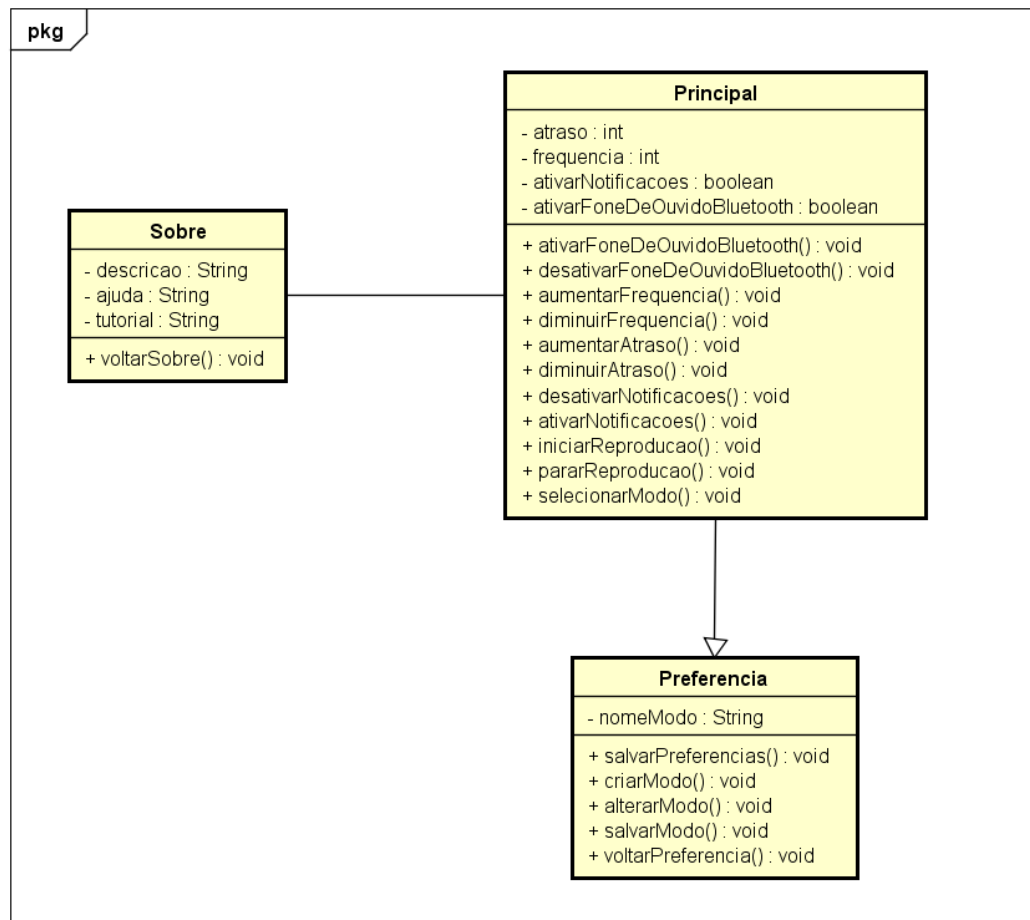 pkg
Principal
- atraso : int
- frequencia : int
- ativarNotificacoes : boolean
- ativarFoneDeOuvidoBluetooth : boolean
+ ativarFoneDeOuvidoBluetooth() : void
+ desativarFoneDeOuvidoBluetooth() : void
+ aumentarFrequencia() : void
+ diminuirFrequencia() : void
+ aumentarAtraso() : void
+ diminuirAtraso() : void
+ desativarNotificacoes() : void
+ ativarNotificacoes() : void
+ iniciarReproducao() : void
+ pararReproducao() : void
+ selecionarModo() : void
Sobre
- descricao : String
- ajuda : String
- tutorial : String
+ voltarSobre() : void
Preferencia
- nomeModo : String
+ salvarPreferencias() : void
+ criarModo() : void
+ alterarModo() : void
+ salvarModo() : void
+ voltarPreferencia() : void